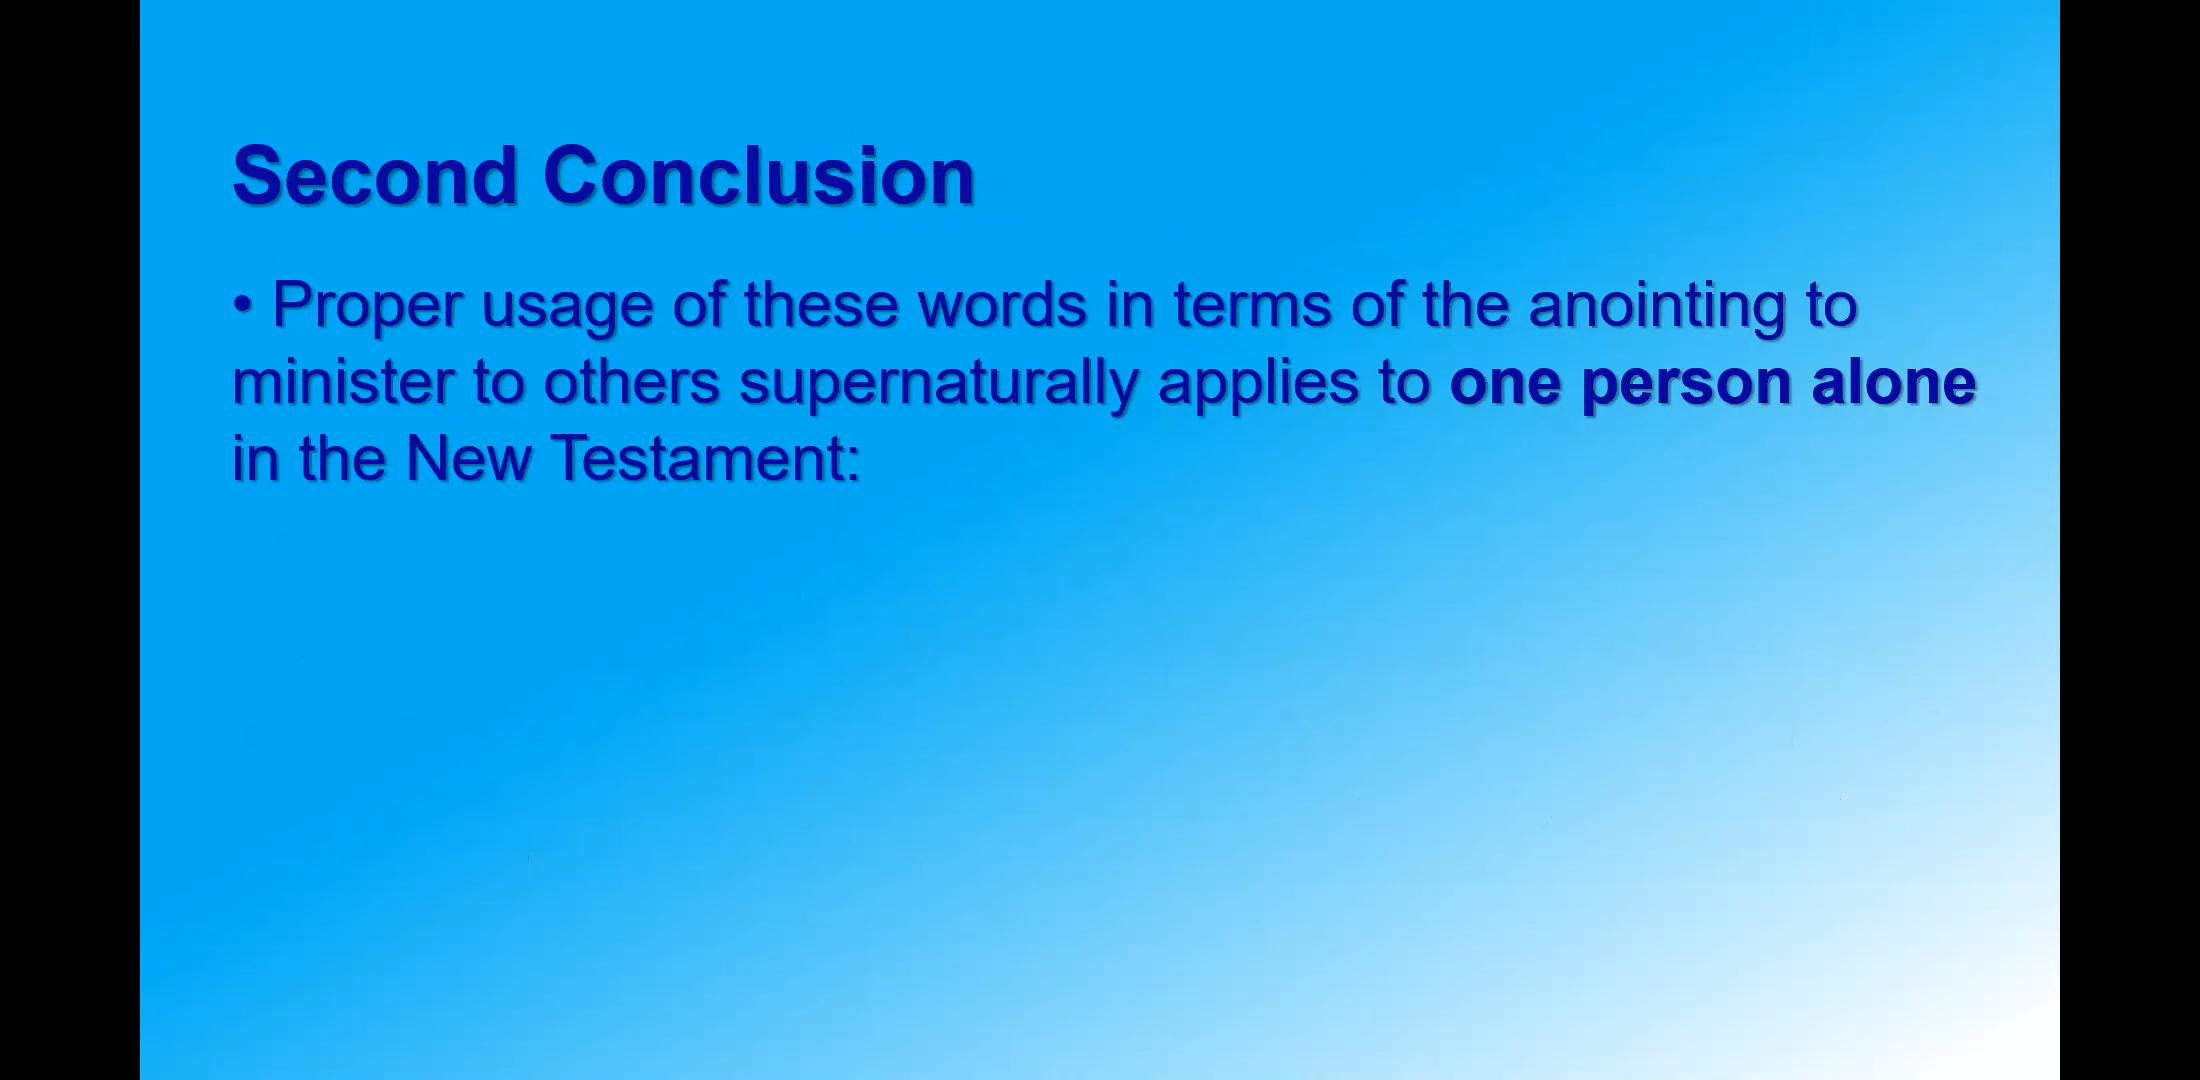 Second Conclusion
• Proper usage of these words in terms of the anointing to
minister to others supernaturally applies to one person alone
in the New Testament: